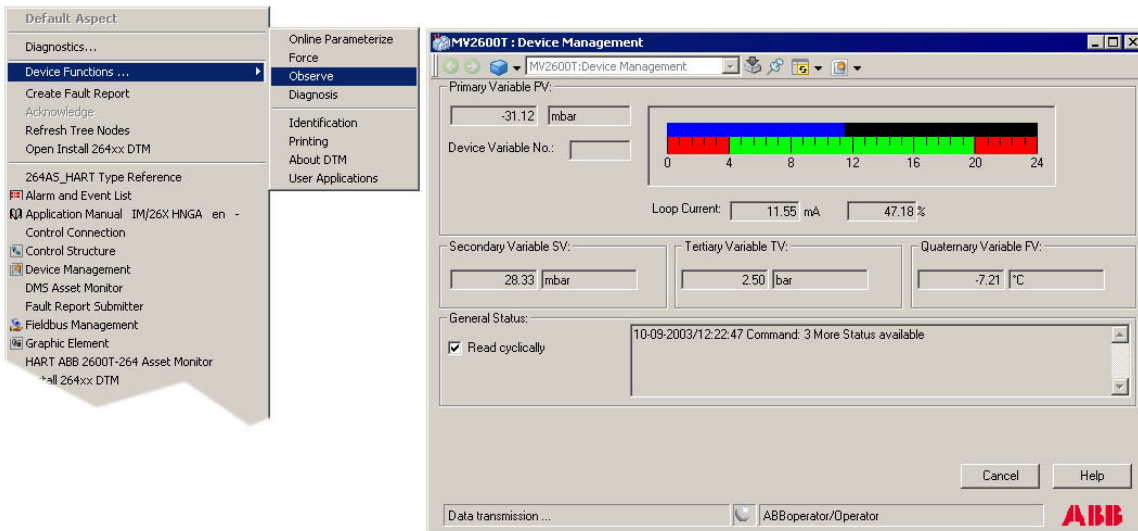 Default Aspect
Diagnostics...
Device Functions ...
Create Fault Report
Acknowledge
Refresh Tree Nodes
Open Install 264xx DTM
264AS_HART Type Reference
Alarm and Event List
Application Manual IM/26X HNGA en -
Control Connection
Control Structure
Device Management
DMS Asset Monitor
Fault Report Submitter
Fieldbus Management
Graphic Element
HART ABB 2600T-264 Asset Monitor
264xx DTM
Online Parameterize
Force
Observe
Diagnosis
Identification
Printing
About DTM
User Applications
MV2600T : Device Management
MV2600T:Device Management
Primary Variable PV:
-31.12 mbar
Device Variable No.:
0 4 8 12 16 20 24
Loop Current: 11.55 mA 47.18 %
Secondary Variable SV: Tertiary Variable TV: Quaternary Variable FV:
28.33 mbar 2.50 bar -7.21 °C
General Status:
10-09-2003/12:22:47 Command: 3 More Status available
Read cyclically
Cancel Help
Data transmission ... ABBoperator/Operator ABB